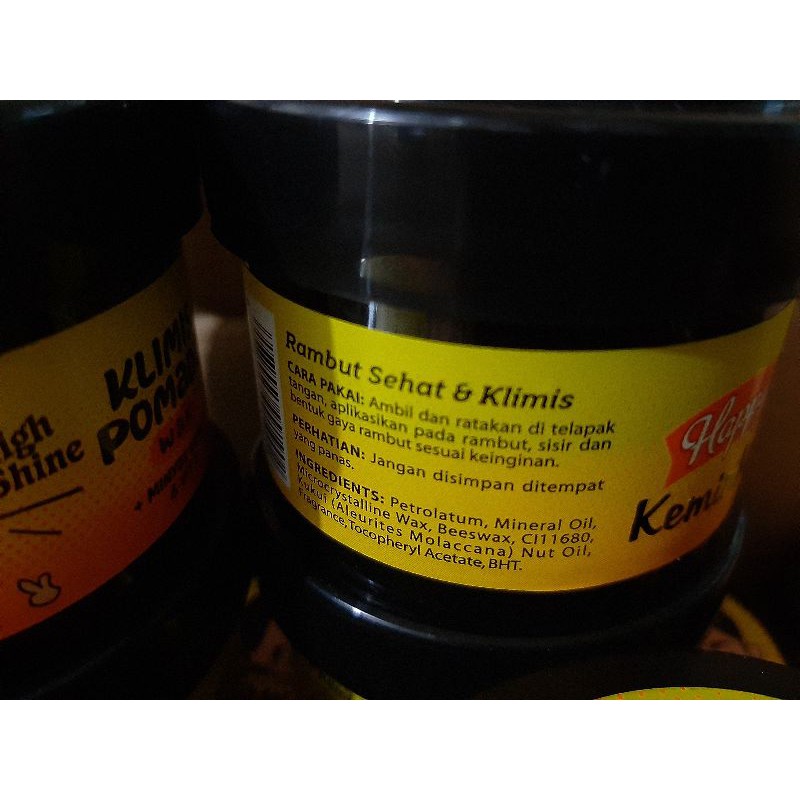 High
Shine
KLIMIS
POMADE
Rambut Sehat & Klimis
CARA PAKAI: Ambil dan ratakan di telapak
tangan, aplikasikan pada rambut, sisir dan
bentuk gaya rambut sesuai keinginan.
PERHATIAN: Jangan disimpan ditempat
yang panas.
INGREDIENTS: Petrolatum, Mineral Oil,
Microcrystalline Wax, Beeswax, CI11680,
Kukui (Aleurites Molaccana) Nut Oil,
Fragrance, Tocopheryl Acetate, BHT.
Happ
Kemi